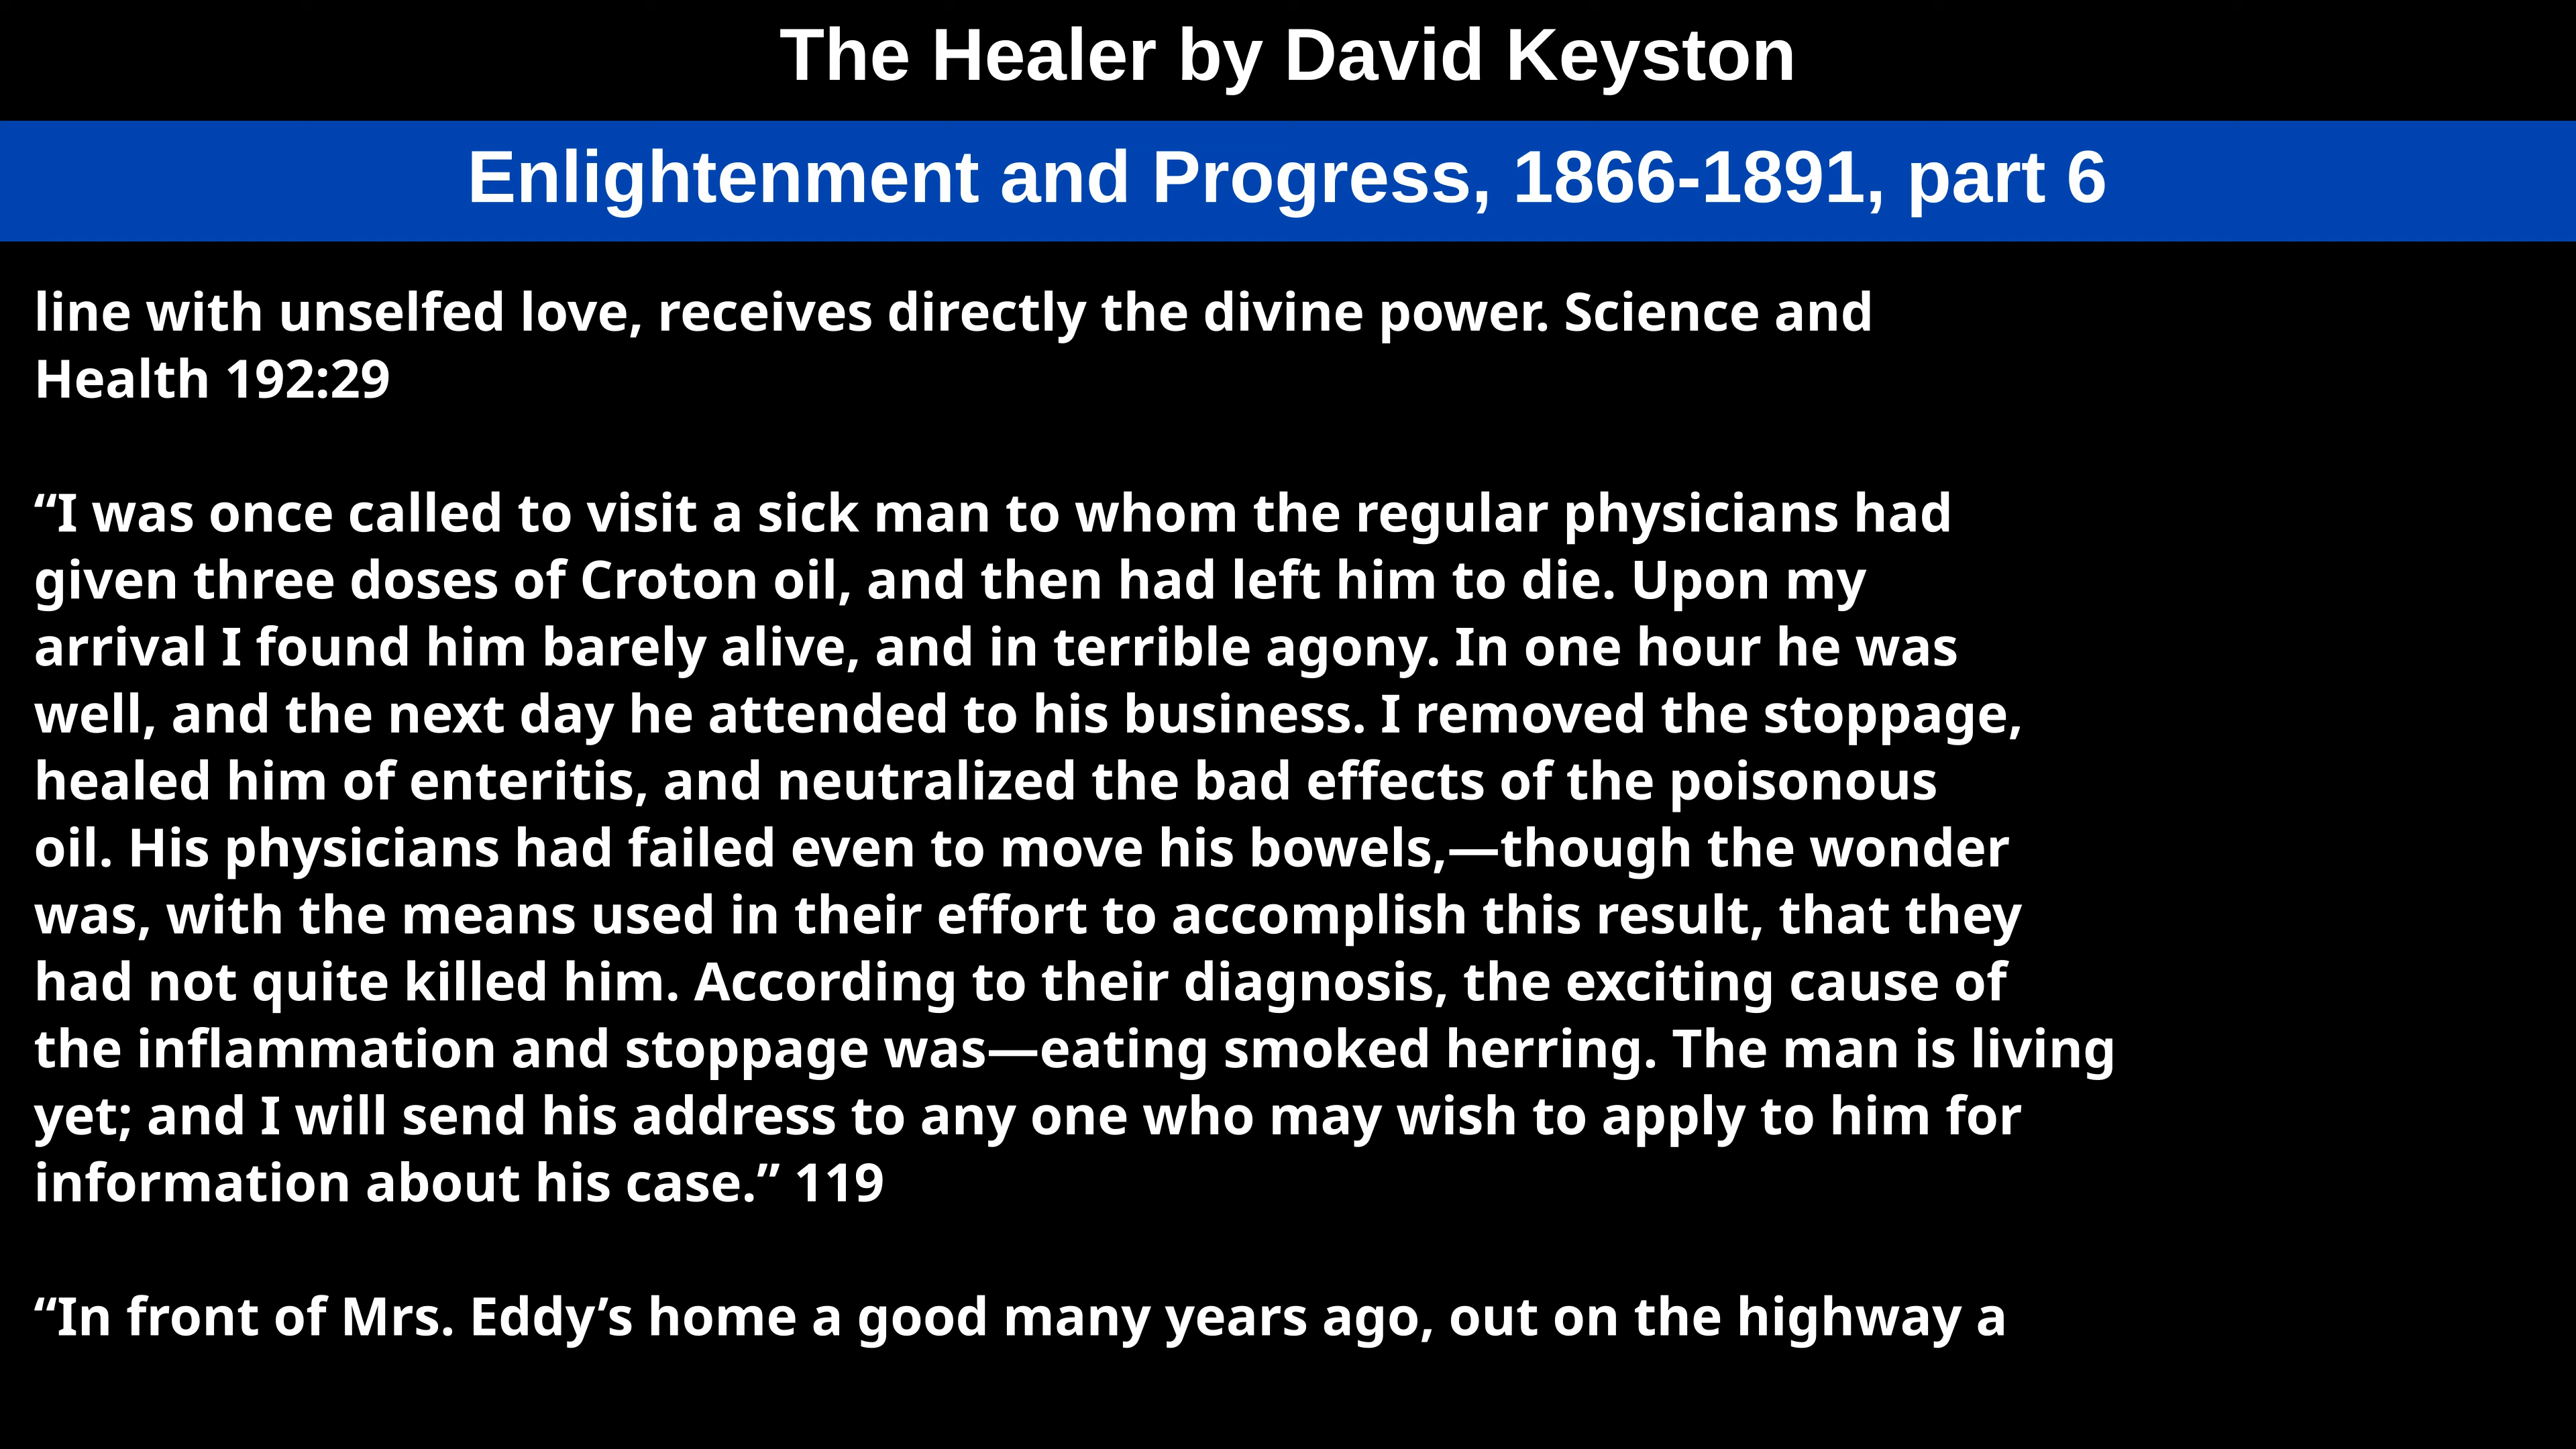 The Healer by David Keyston
Enlightenment and Progress, 1866-1891, part 6
line with unselfed love, receives directly the divine power. Science and
Health 192:29
“I was once called to visit a sick man to whom the regular physicians had
given three doses of Croton oil, and then had left him to die. Upon my
arrival I found him barely alive, and in terrible agony. In one hour he was
well, and the next day he attended to his business. I removed the stoppage,
healed him of enteritis, and neutralized the bad effects of the poisonous
oil. His physicians had failed even to move his bowels,—though the wonder
was, with the means used in their effort to accomplish this result, that they
had not quite killed him. According to their diagnosis, the exciting cause of
the inflammation and stoppage was—eating smoked herring. The man is living
yet; and I will send his address to any one who may wish to apply to him for
information about his case.” 119
“In front of Mrs. Eddy’s home a good many years ago, out on the highway a